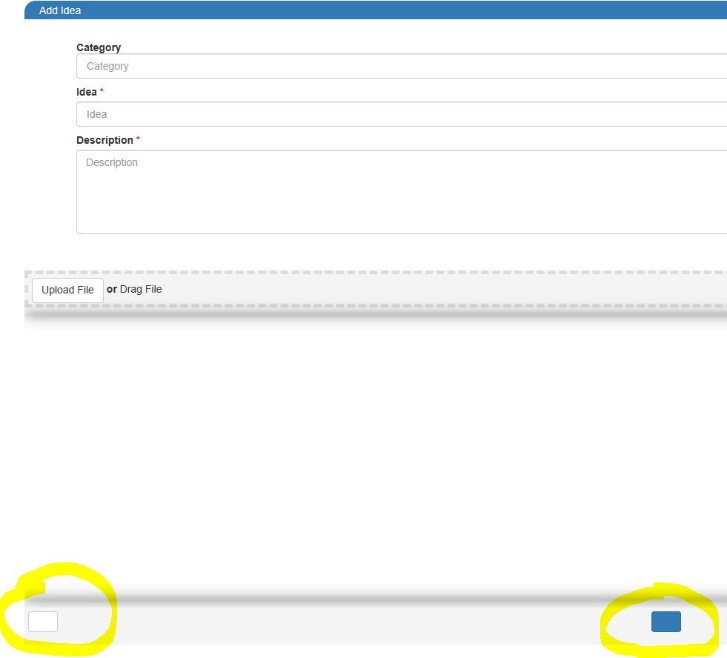 Add Idea
Category
Category
Idea *
Idea
Description *
Description
Upload File or Drag File